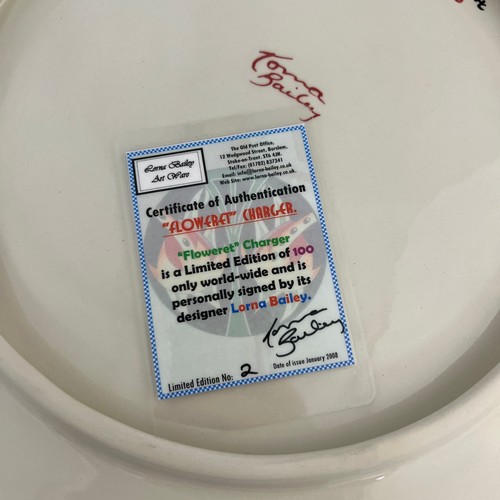 Lorna
Bailey
Lorna Bailey
Art Ware
The Old Post Office,
12 Wedgwood Street, Burslem,
Stoke-on-Trent, ST6 4JH.
Tel/Fax: (01782) 837341
Email: info@lorna-bailey.co.uk
Web Site: www.lorna-bailey.co.uk
Certificate of Authentication
"FLOWERET" CHARGER.
"Floweret" Charger
is a Limited Edition of 100
only world-wide and is
personally signed by its
designer Lorna Bailey.
Lorna
Bailey
Date of issue January 2008
Limited Edition No: 2